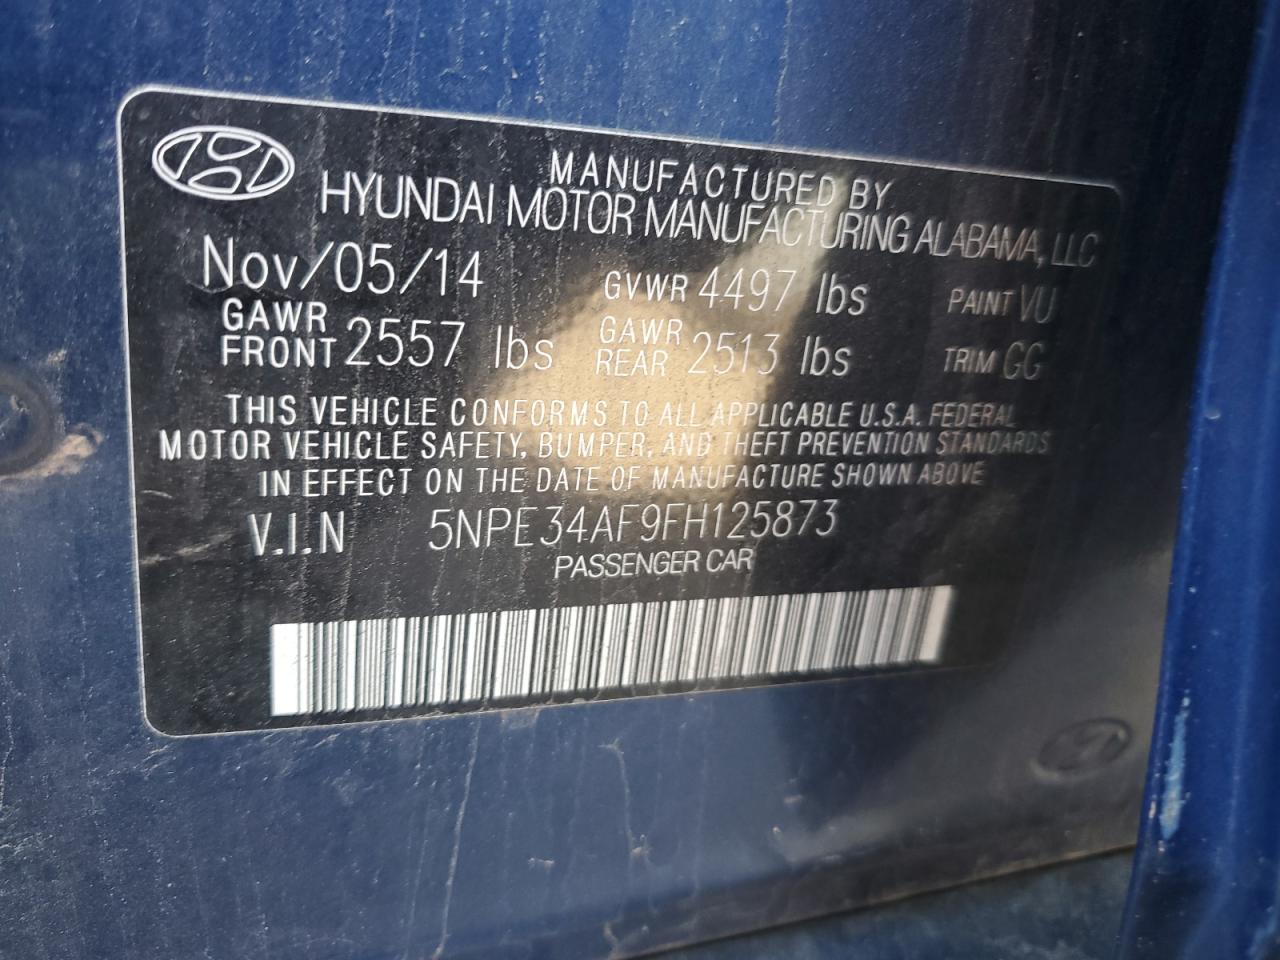 MANUFACTURED BY
HYUNDAI MOTOR MANUFACTURING ALABAMA, LLC
Nov/05/14 GVWR 4497 lbs PAINT VU
GAWR FRONT 2557 lbs GAWR REAR 2513 lbs TRIM GG
THIS VEHICLE CONFORMS TO ALL APPLICABLE U.S.A. FEDERAL
MOTOR VEHICLE SAFETY, BUMPER, AND THEFT PREVENTION STANDARDS
IN EFFECT ON THE DATE OF MANUFACTURE SHOWN ABOVE
V.I.N 5NPE34AF9FH125873
PASSENGER CAR